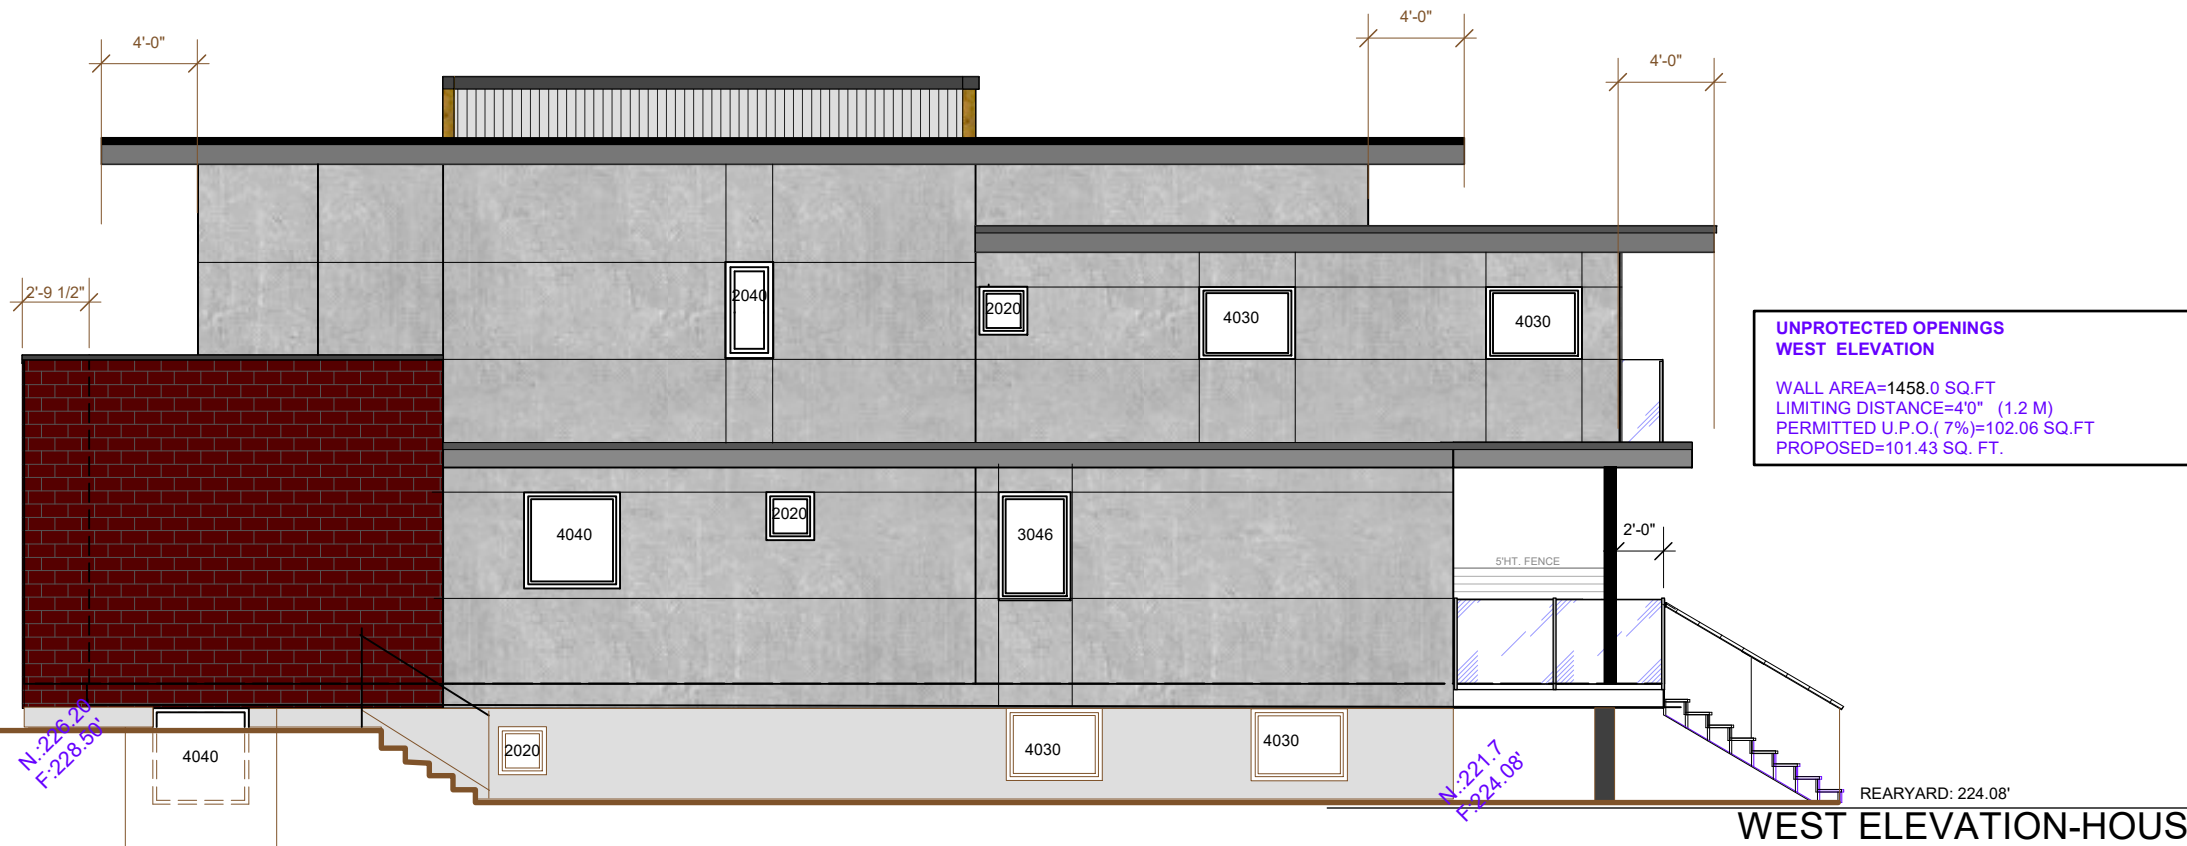 4'-0"
4'-0"
4'-0"
2'-9 1/2"
2040
2020
4030
4030
UNPROTECTED OPENINGS
WEST ELEVATION
WALL AREA=1458.0 SQ.FT
LIMITING DISTANCE=4'0" (1.2 M)
PERMITTED U.P.O.( 7%)=102.06 SQ.FT
PROPOSED=101.43 SQ. FT.
4040
2020
3046
2'-0"
5'HT. FENCE
N.:226.20
F:228.50'
4040
2020
4030
4030
N.:221.7
F:224.08'
REARYARD: 224.08'
WEST ELEVATION-HOUS